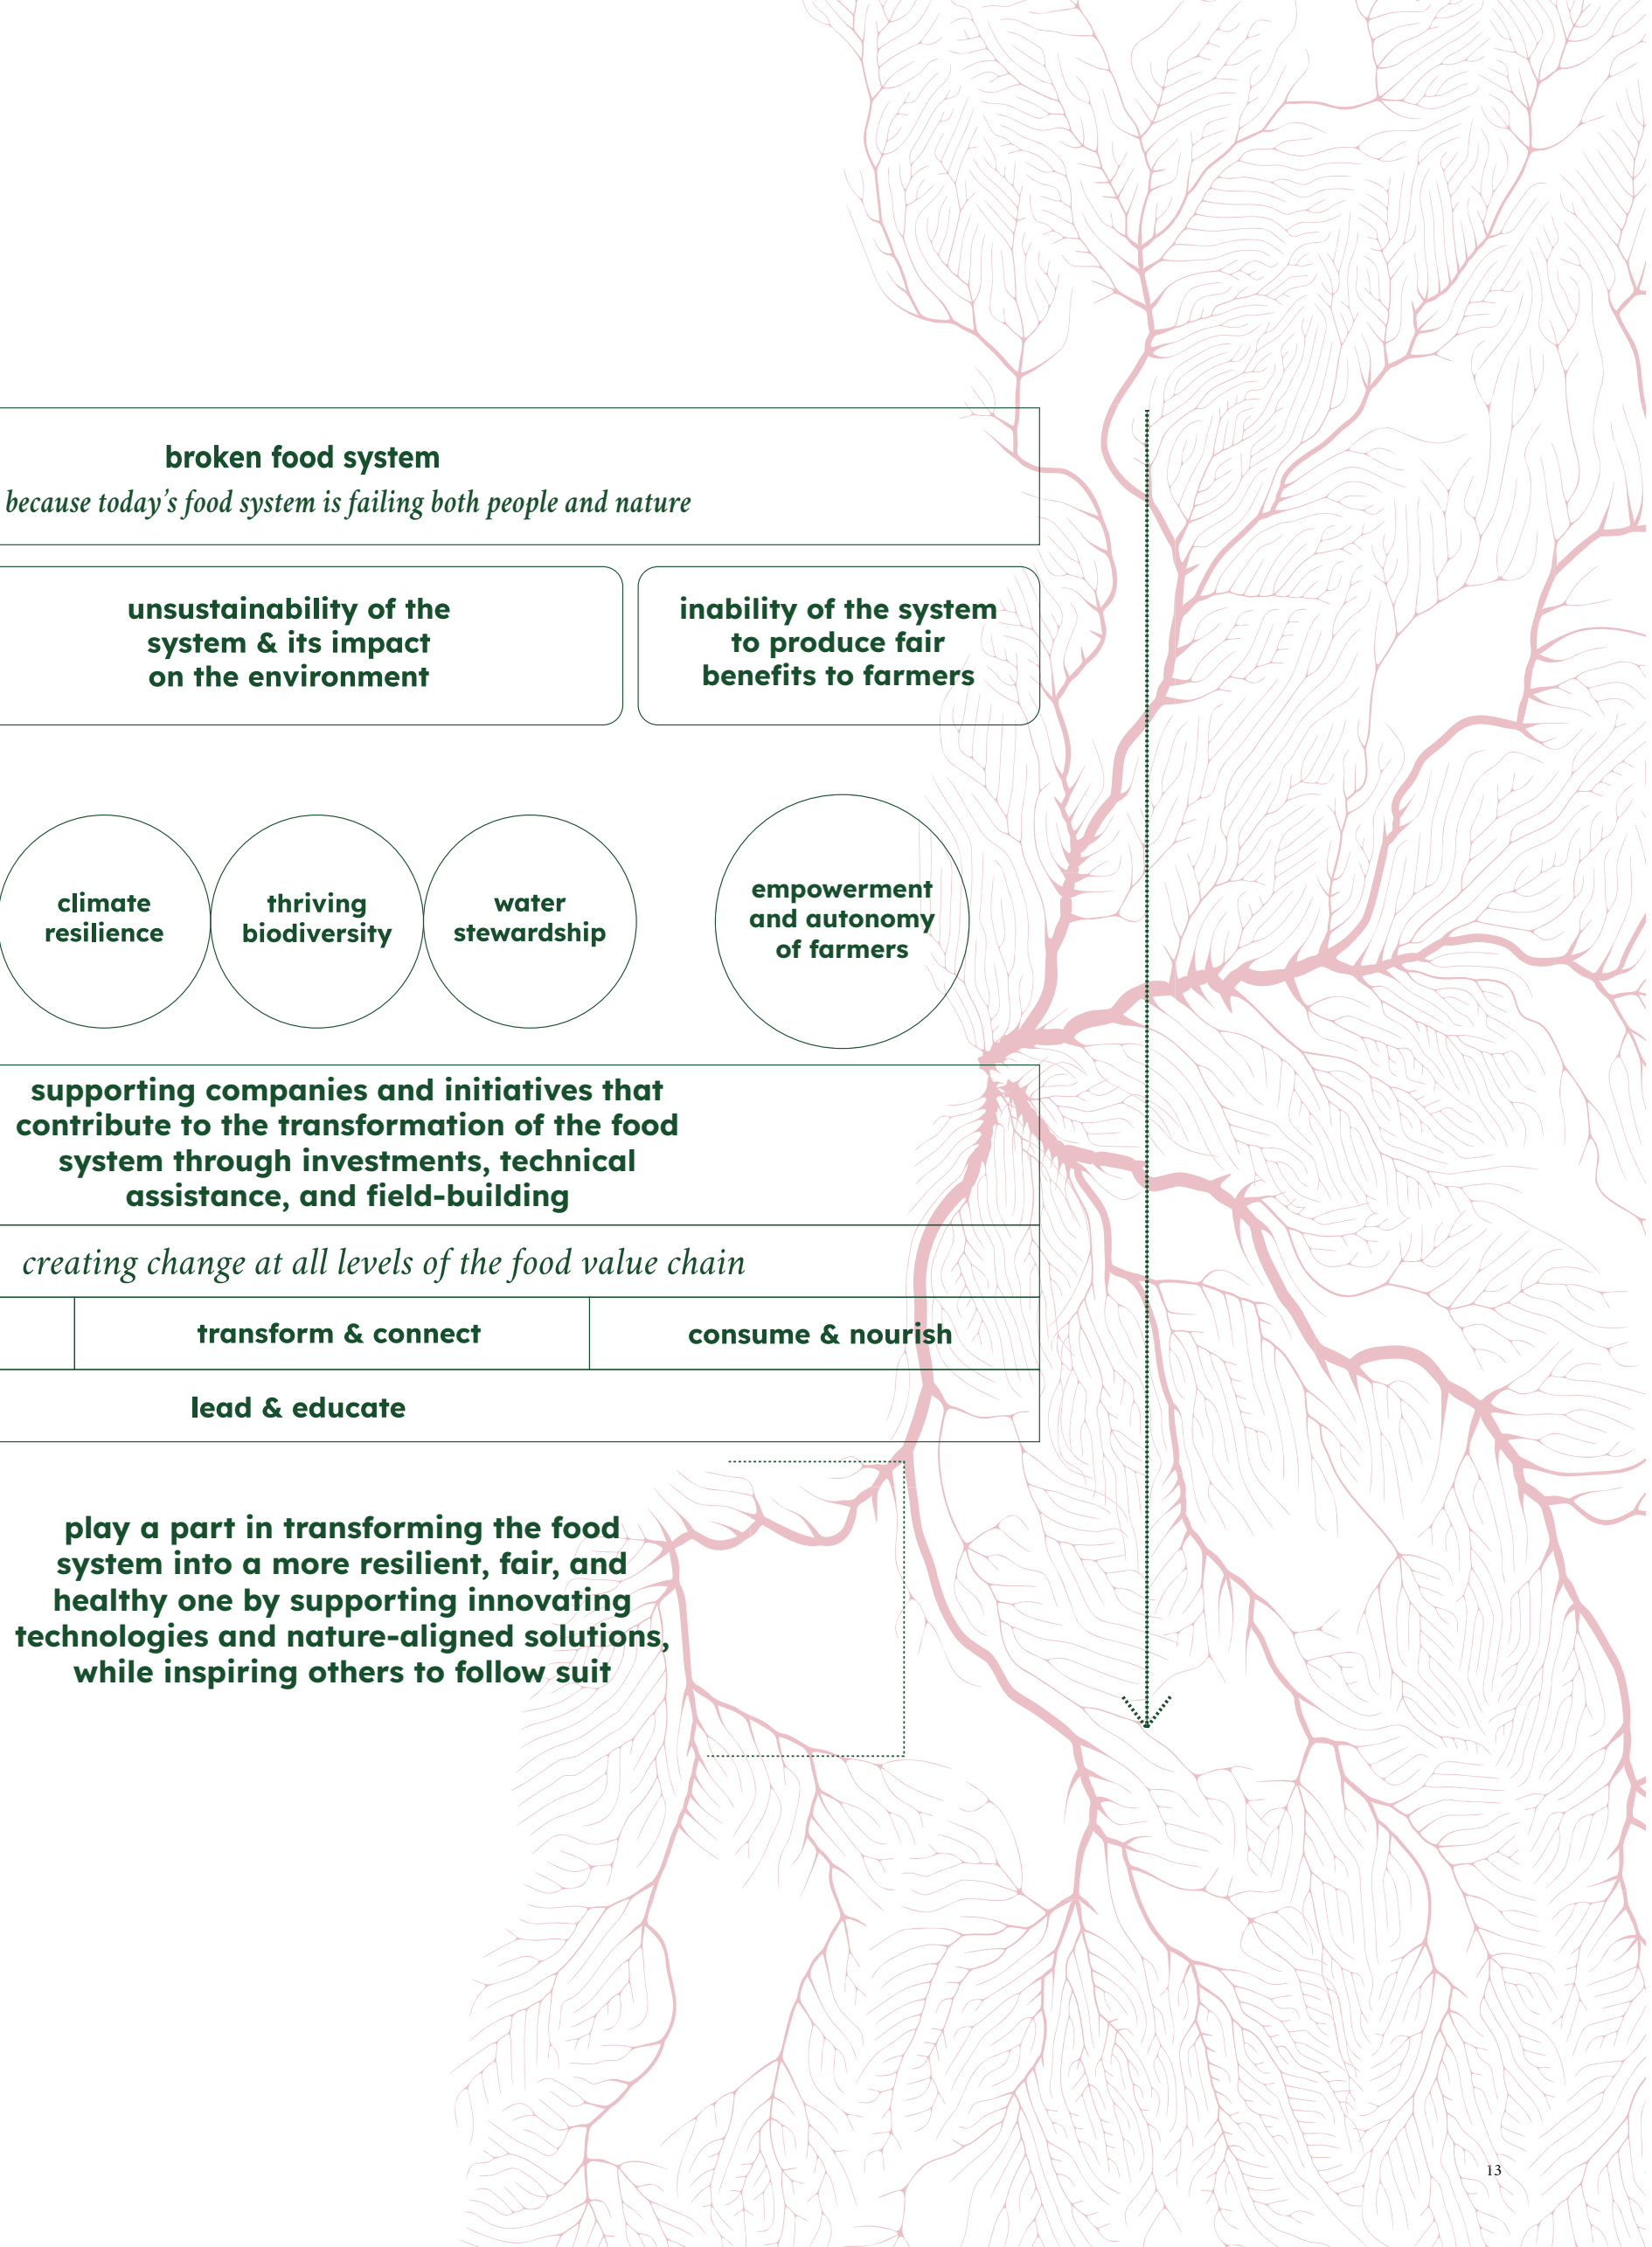 broken food system
because today’s food system is failing both people and nature
unsustainability of the
system & its impact
on the environment
inability of the system
to produce fair
benefits to farmers
climate
resilience
thriving
biodiversity
water
stewardship
empowerment
and autonomy
of farmers
supporting companies and initiatives that
contribute to the transformation of the food
system through investments, technical
assistance, and field-building
creating change at all levels of the food value chain
transform & connect
consume & nourish
lead & educate
play a part in transforming the food
system into a more resilient, fair, and
healthy one by supporting innovating
technologies and nature-aligned solutions,
while inspiring others to follow suit
13